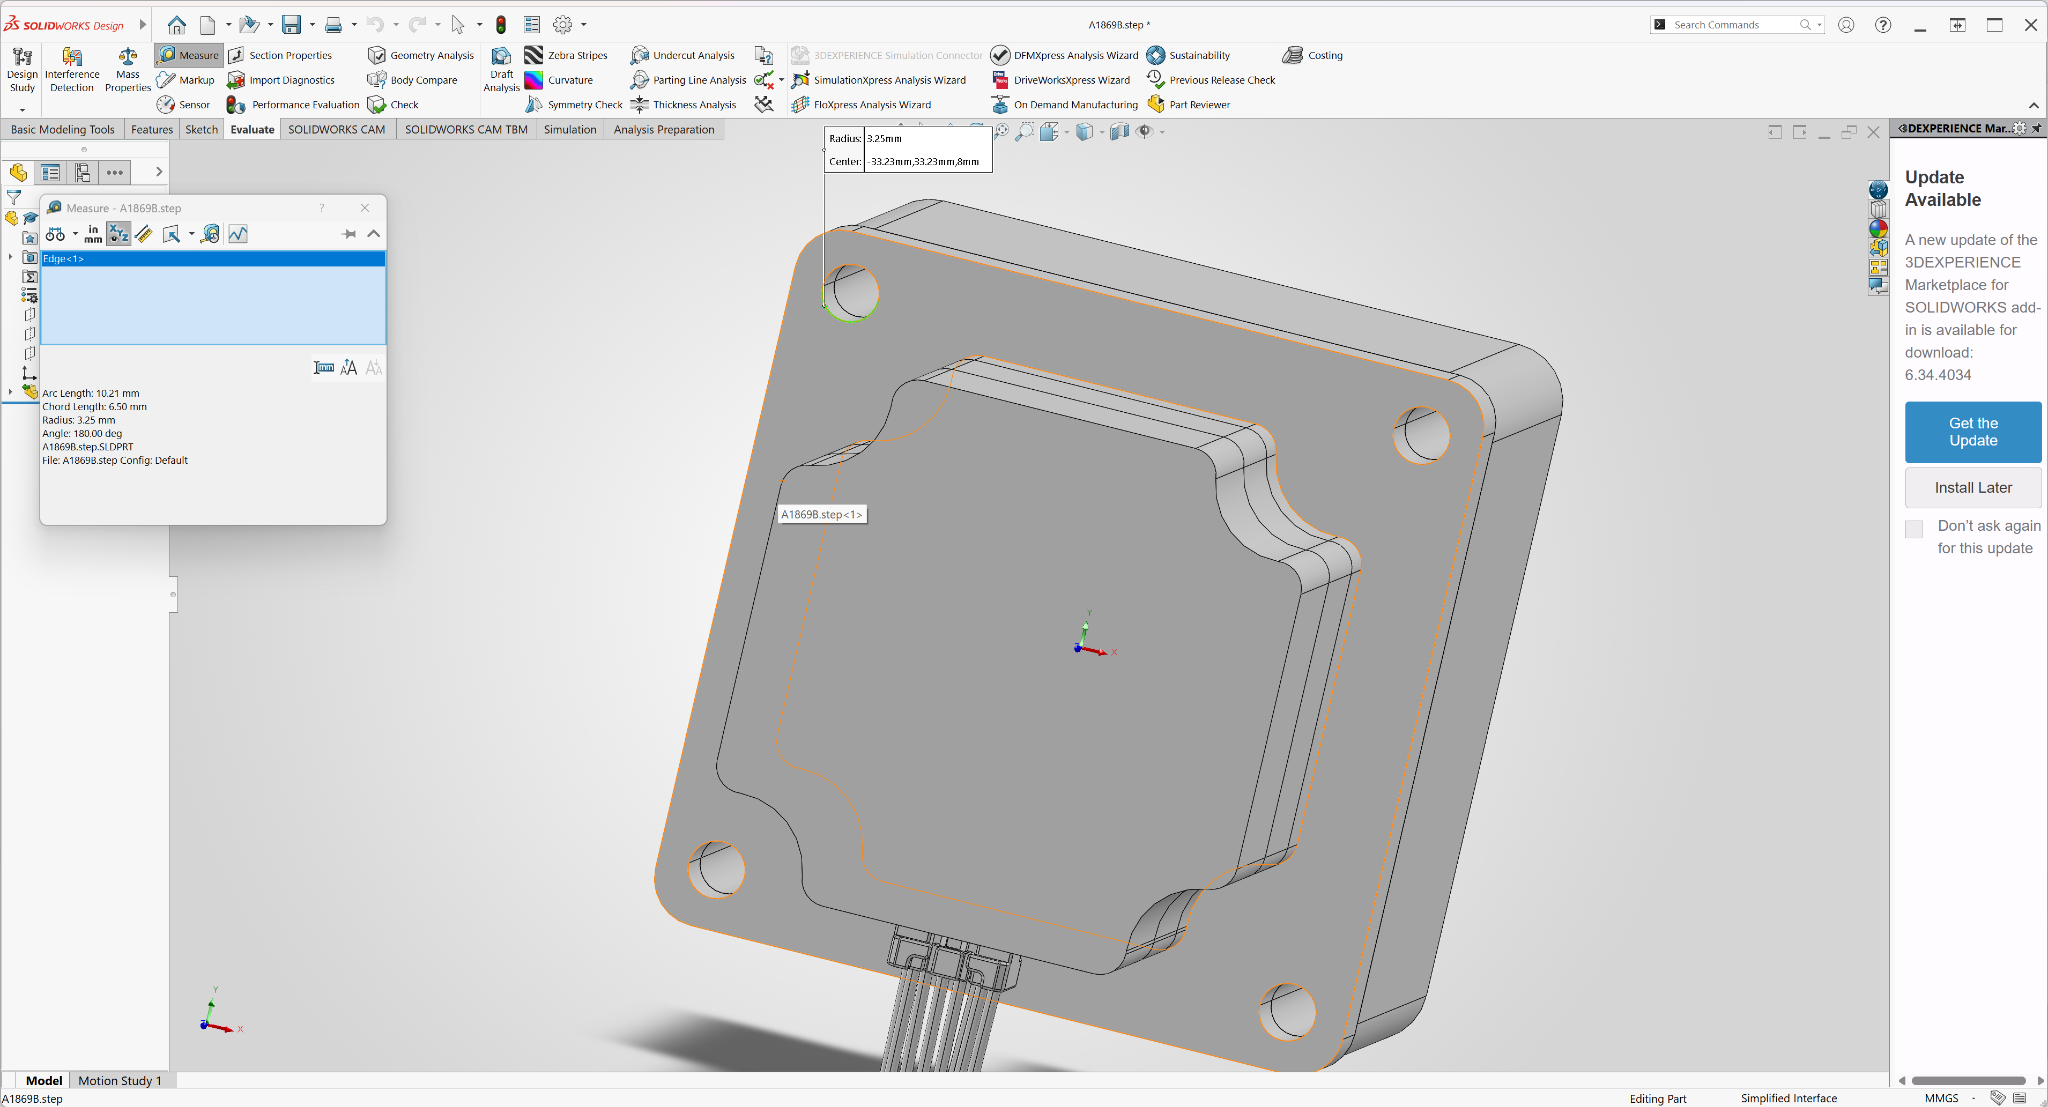 SOLIDWORKS Design
A1869B.step *
Search Commands
Design Study
Interference Detection
Mass Properties
Measure
Markup
Sensor
Section Properties
Import Diagnostics
Performance Evaluation
Geometry Analysis
Body Compare
Check
Draft Analysis
Zebra Stripes
Curvature
Symmetry Check
Undercut Analysis
Parting Line Analysis
Thickness Analysis
3DEXPERIENCE Simulation Connector
SimulationXpress Analysis Wizard
FloXpress Analysis Wizard
DFMXpress Analysis Wizard
DriveWorksXpress Wizard
On Demand Manufacturing
Sustainability
Previous Release Check
Part Reviewer
Costing
Basic Modeling Tools
Features
Sketch
Evaluate
SOLIDWORKS CAM
SOLIDWORKS CAM TBM
Simulation
Analysis Preparation
Measure - A1869B.step
?
in
mm
XYZ
Edge<1>
Arc Length: 10.21 mm
Chord Length: 6.50 mm
Radius: 3.25 mm
Angle: 180.00 deg
A1869B.step.SLDPRT
File: A1869B.step Config: Default
Radius: 3.25mm
Center: -33.23mm,33.23mm,8mm
A1869B.step<1>
Y
X
Y
X
Z
3DEXPERIENCE Mar...
Update
Available
A new update of the
3DEXPERIENCE
Marketplace for
SOLIDWORKS add-
in is available for
download:
6.34.4034
Get the
Update
Install Later
Don't ask again
for this update
Model
Motion Study 1
A1869B.step
Editing Part
Simplified Interface
MMGS
-